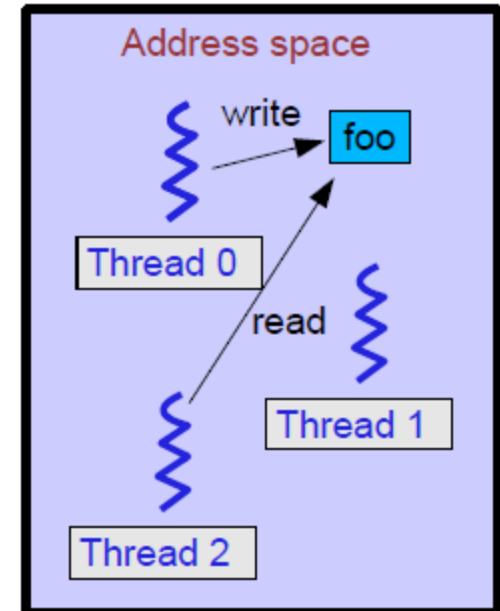 Address space
write
foo
Thread 0
read
Thread 1
Thread 2